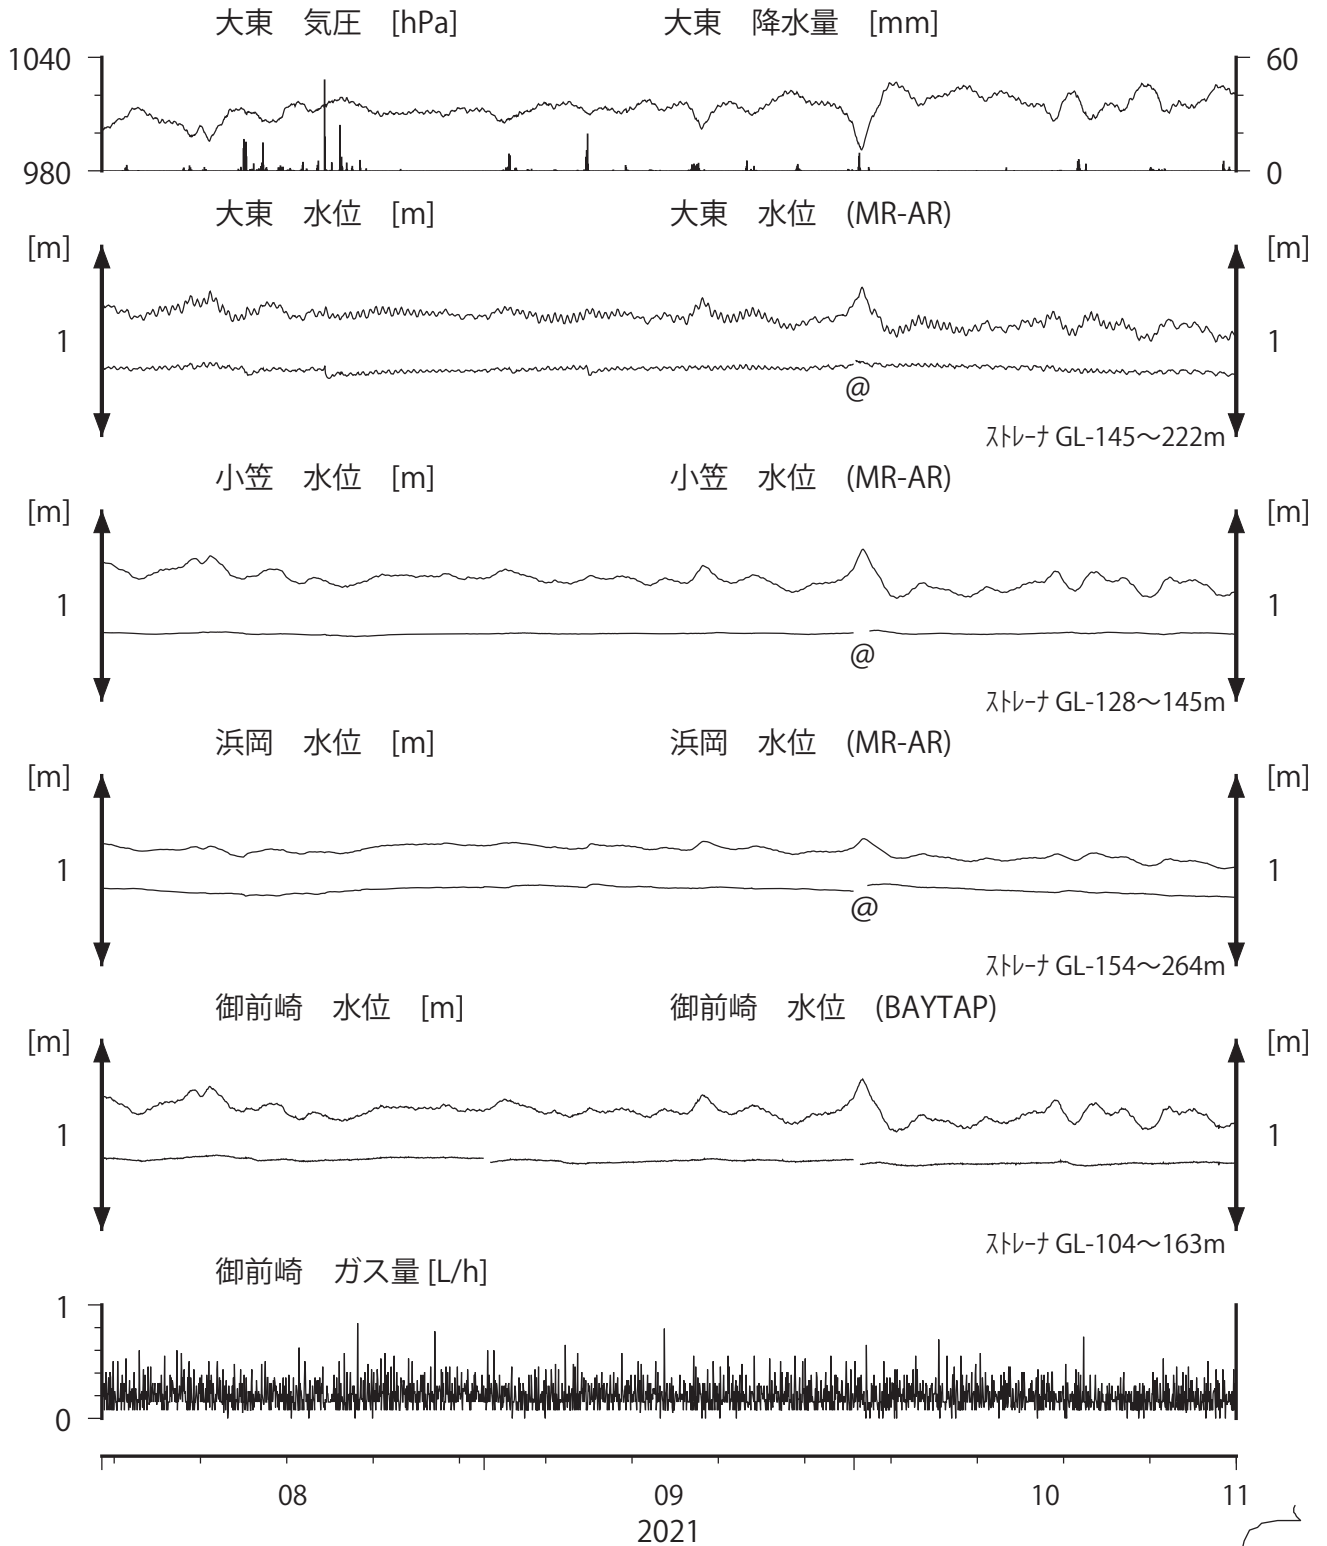 大東　気圧　[hPa]　大東　降水量　[mm]
1040　60
980　0
大東　水位　[m]　大東　水位　(MR-AR)
[m]　[m]
1　1
@
ｽﾄﾚｰﾅ GL-145～222m
小笠　水位　[m]　小笠　水位　(MR-AR)
[m]　[m]
1　1
@
ｽﾄﾚｰﾅ GL-128～145m
浜岡　水位　[m]　浜岡　水位　(MR-AR)
[m]　[m]
1　1
@
ｽﾄﾚｰﾅ GL-154～264m
御前崎　水位　[m]　御前崎　水位　(BAYTAP)
[m]　[m]
1　1
ｽﾄﾚｰﾅ GL-104～163m
御前崎　ガス量 [L/h]
1
0
08　09　10　11
2021